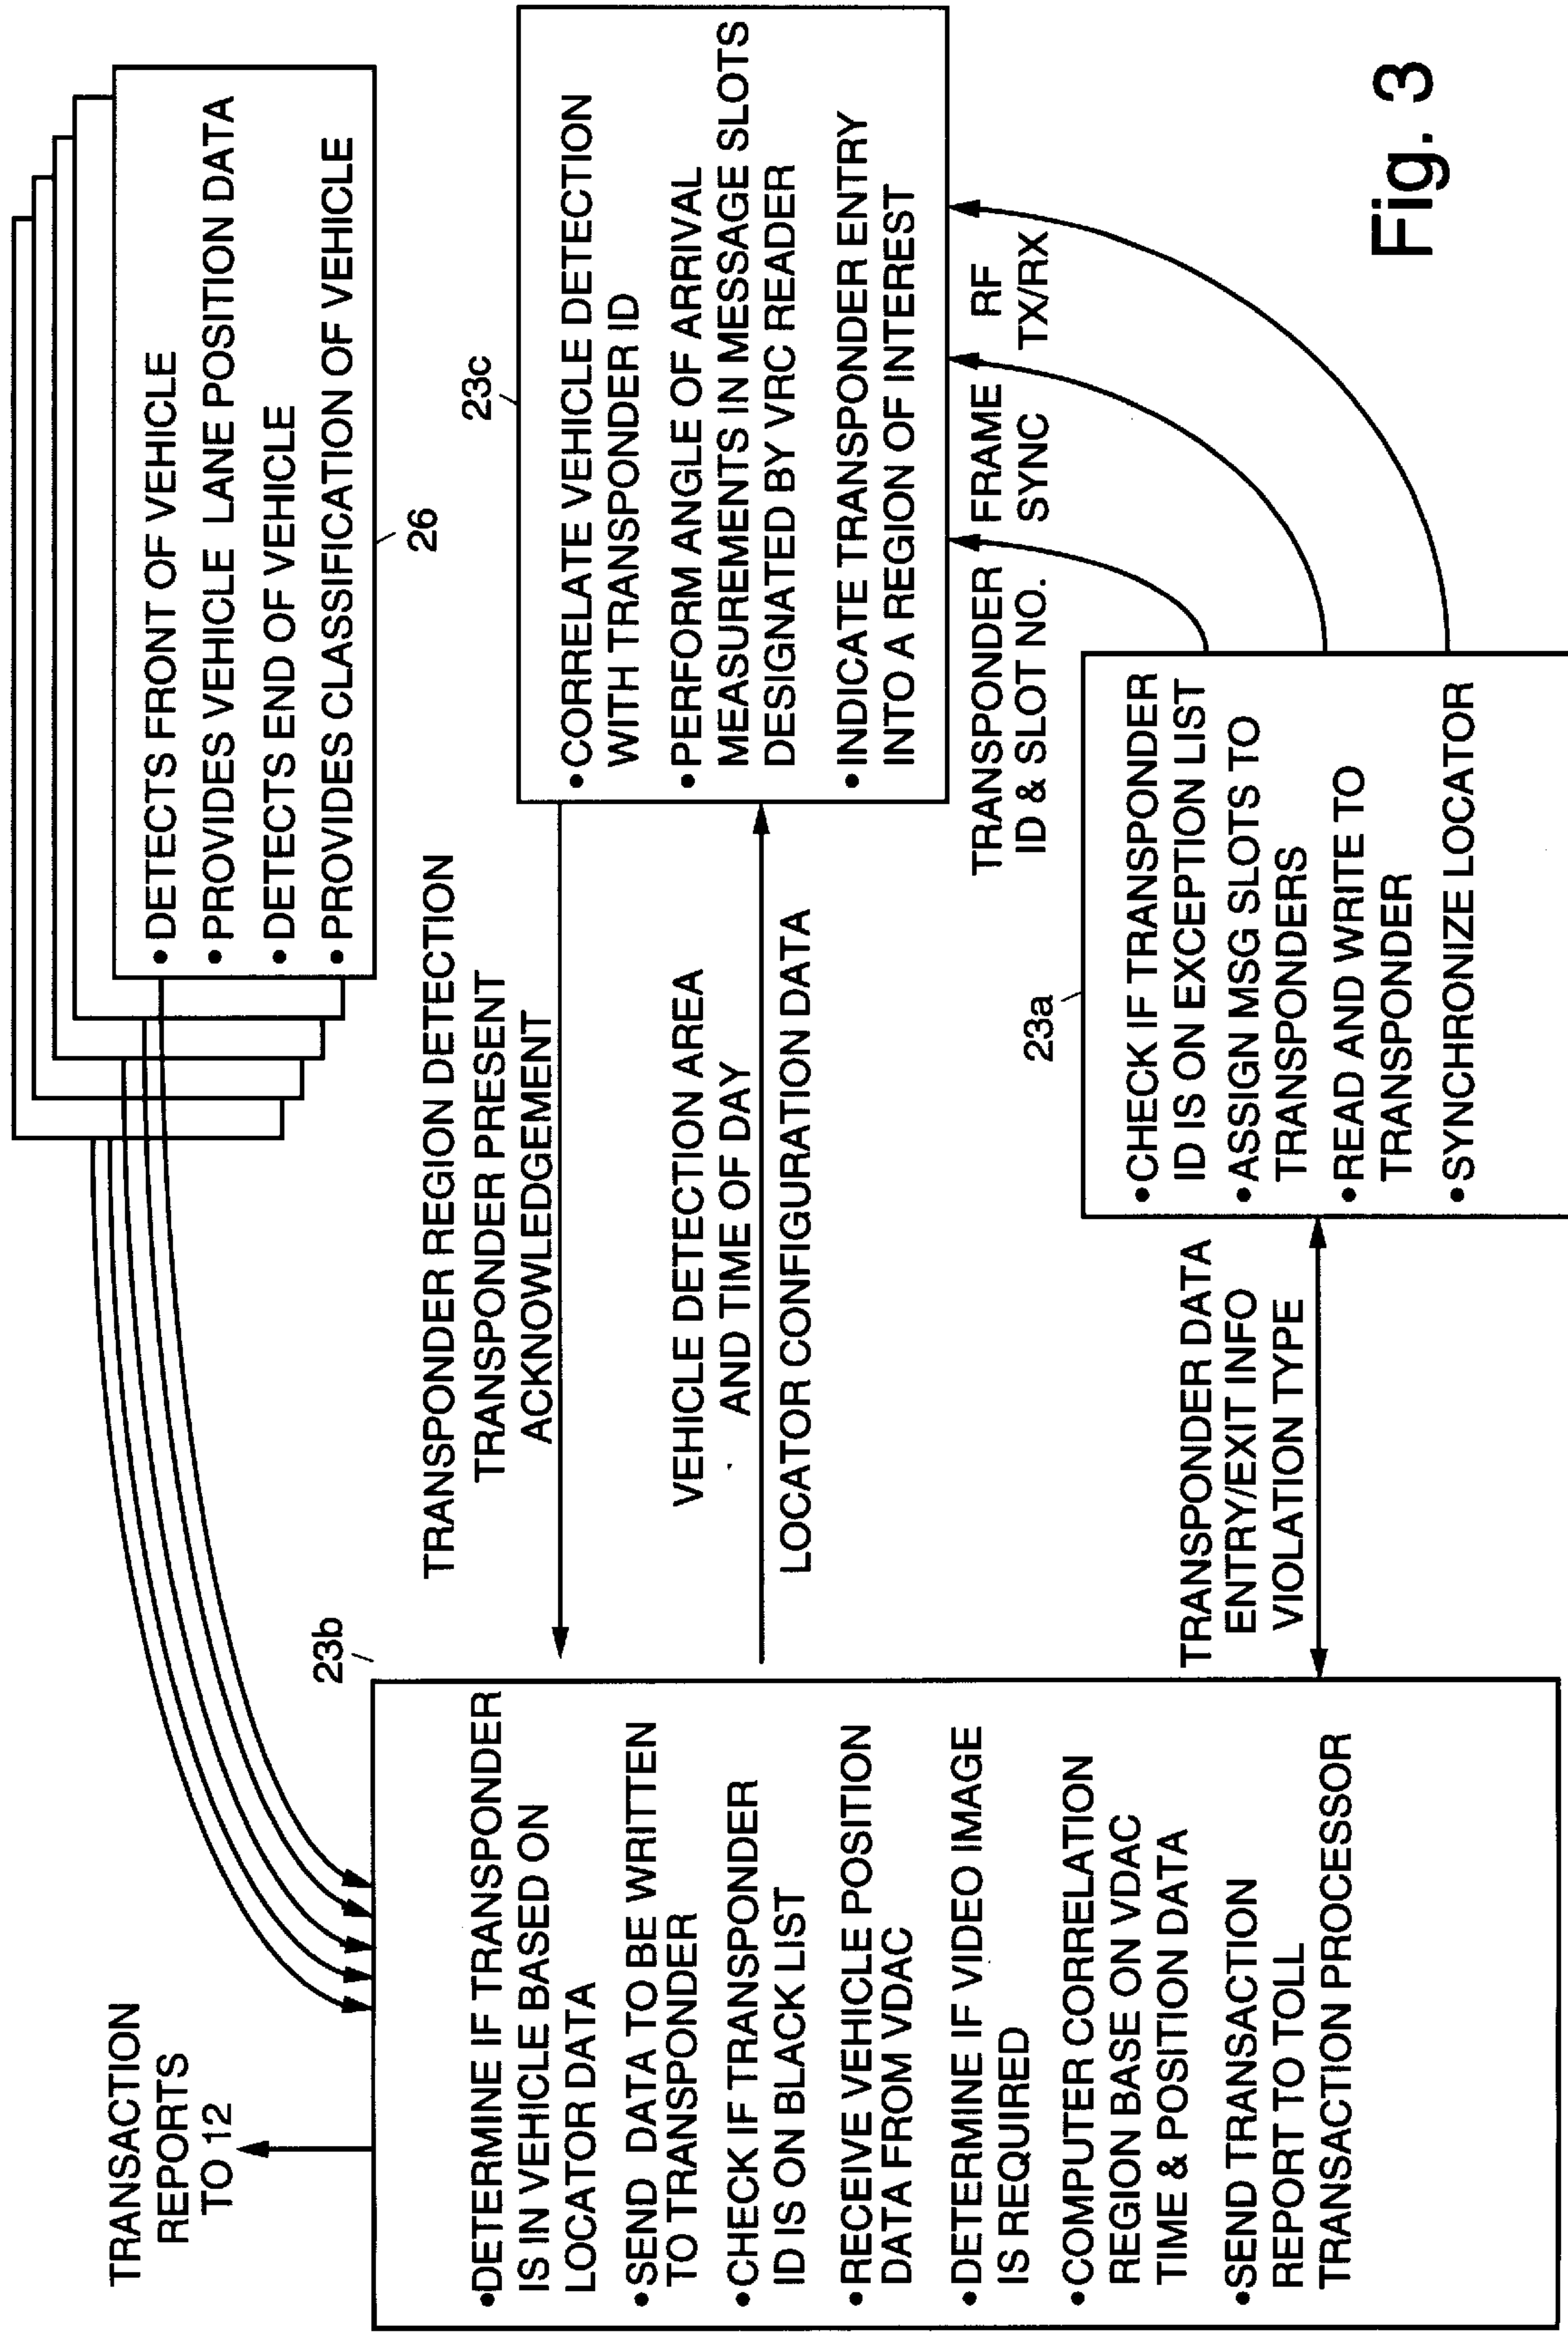 TRANSACTION
REPORTS
TO 12
23b
•DETERMINE IF TRANSPONDER
IS IN VEHICLE BASED ON
LOCATOR DATA
•SEND DATA TO BE WRITTEN
TO TRANSPONDER
•CHECK IF TRANSPONDER
ID IS ON BLACK LIST
•RECEIVE VEHICLE POSITION
DATA FROM VDAC
•DETERMINE IF VIDEO IMAGE
IS REQUIRED
•COMPUTER CORRELATION
REGION BASE ON VDAC
TIME & POSITION DATA
•SEND TRANSACTION
REPORT TO TOLL
TRANSACTION PROCESSOR
•DETECTS FRONT OF VEHICLE
•PROVIDES VEHICLE LANE POSITION DATA
•DETECTS END OF VEHICLE
•PROVIDES CLASSIFICATION OF VEHICLE
26
TRANSPONDER REGION DETECTION
TRANSPONDER PRESENT
ACKNOWLEDGEMENT
VEHICLE DETECTION AREA
AND TIME OF DAY
LOCATOR CONFIGURATION DATA
23c
•CORRELATE VEHICLE DETECTION
WITH TRANSPONDER ID
•PERFORM ANGLE OF ARRIVAL
MEASUREMENTS IN MESSAGE SLOTS
DESIGNATED BY VRC READER
•INDICATE TRANSPONDER ENTRY
INTO A REGION OF INTEREST
TRANSPONDER
ID & SLOT NO.
FRAME
SYNC
RF
TX/RX
TRANSPONDER DATA
ENTRY/EXIT INFO
VIOLATION TYPE
23a
•CHECK IF TRANSPONDER
ID IS ON EXCEPTION LIST
•ASSIGN MSG SLOTS TO
TRANSPONDERS
•READ AND WRITE TO
TRANSPONDER
•SYNCHRONIZE LOCATOR
Fig. 3